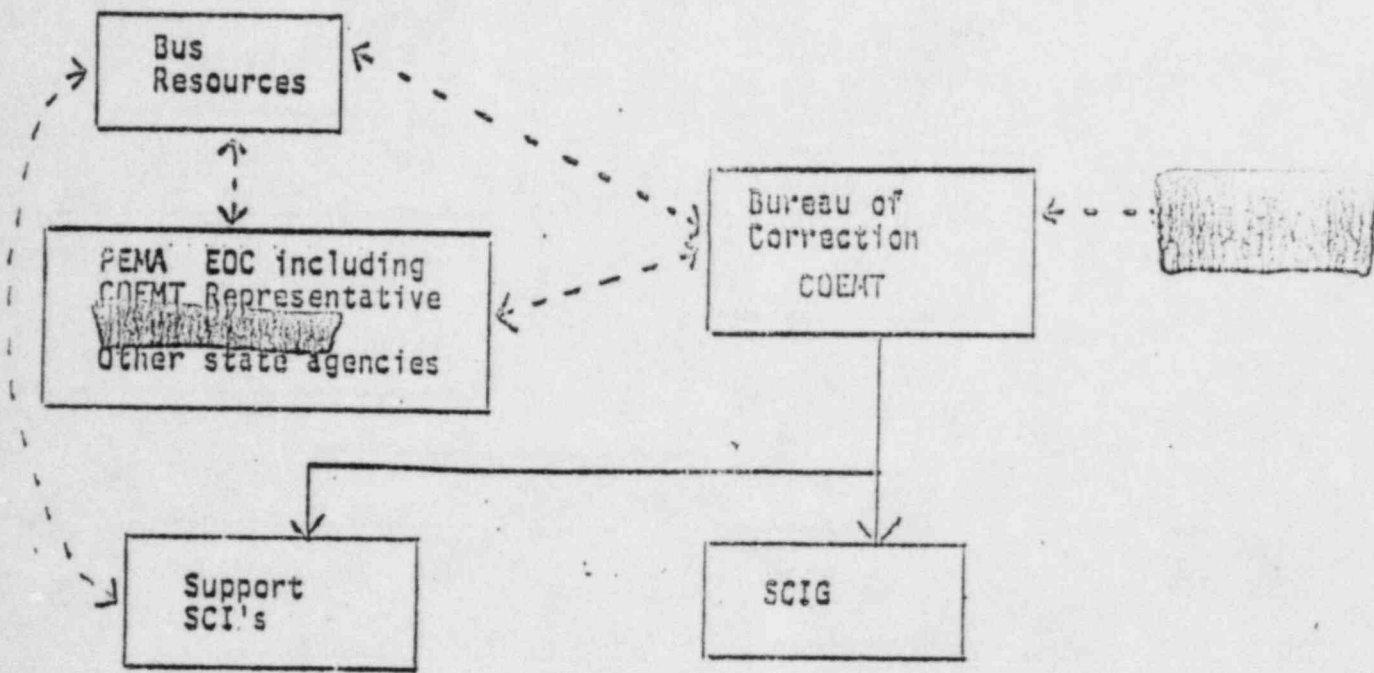 Bus
Resources
PEMA EOC including
COEMT Representative
Other state agencies
Bureau of
Correction
COEMT
Support
SCI's
SCIG